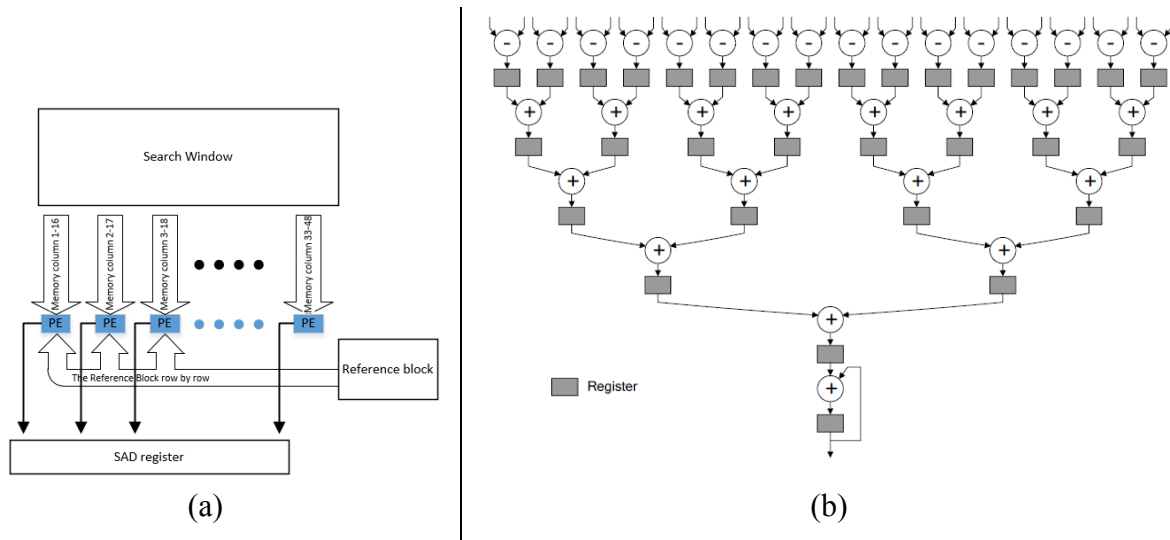 Search Window
Memory column 1-16
Memory column 2-17
Memory column 3-18
Memory column 33-48
PE
PE
PE
PE
The Reference Block row by row
Reference block
SAD register
(a)
- - - - - - - - - - - - - - - -
+ + + + + + + +
+ + + +
+ +
+
+
Register
(b)